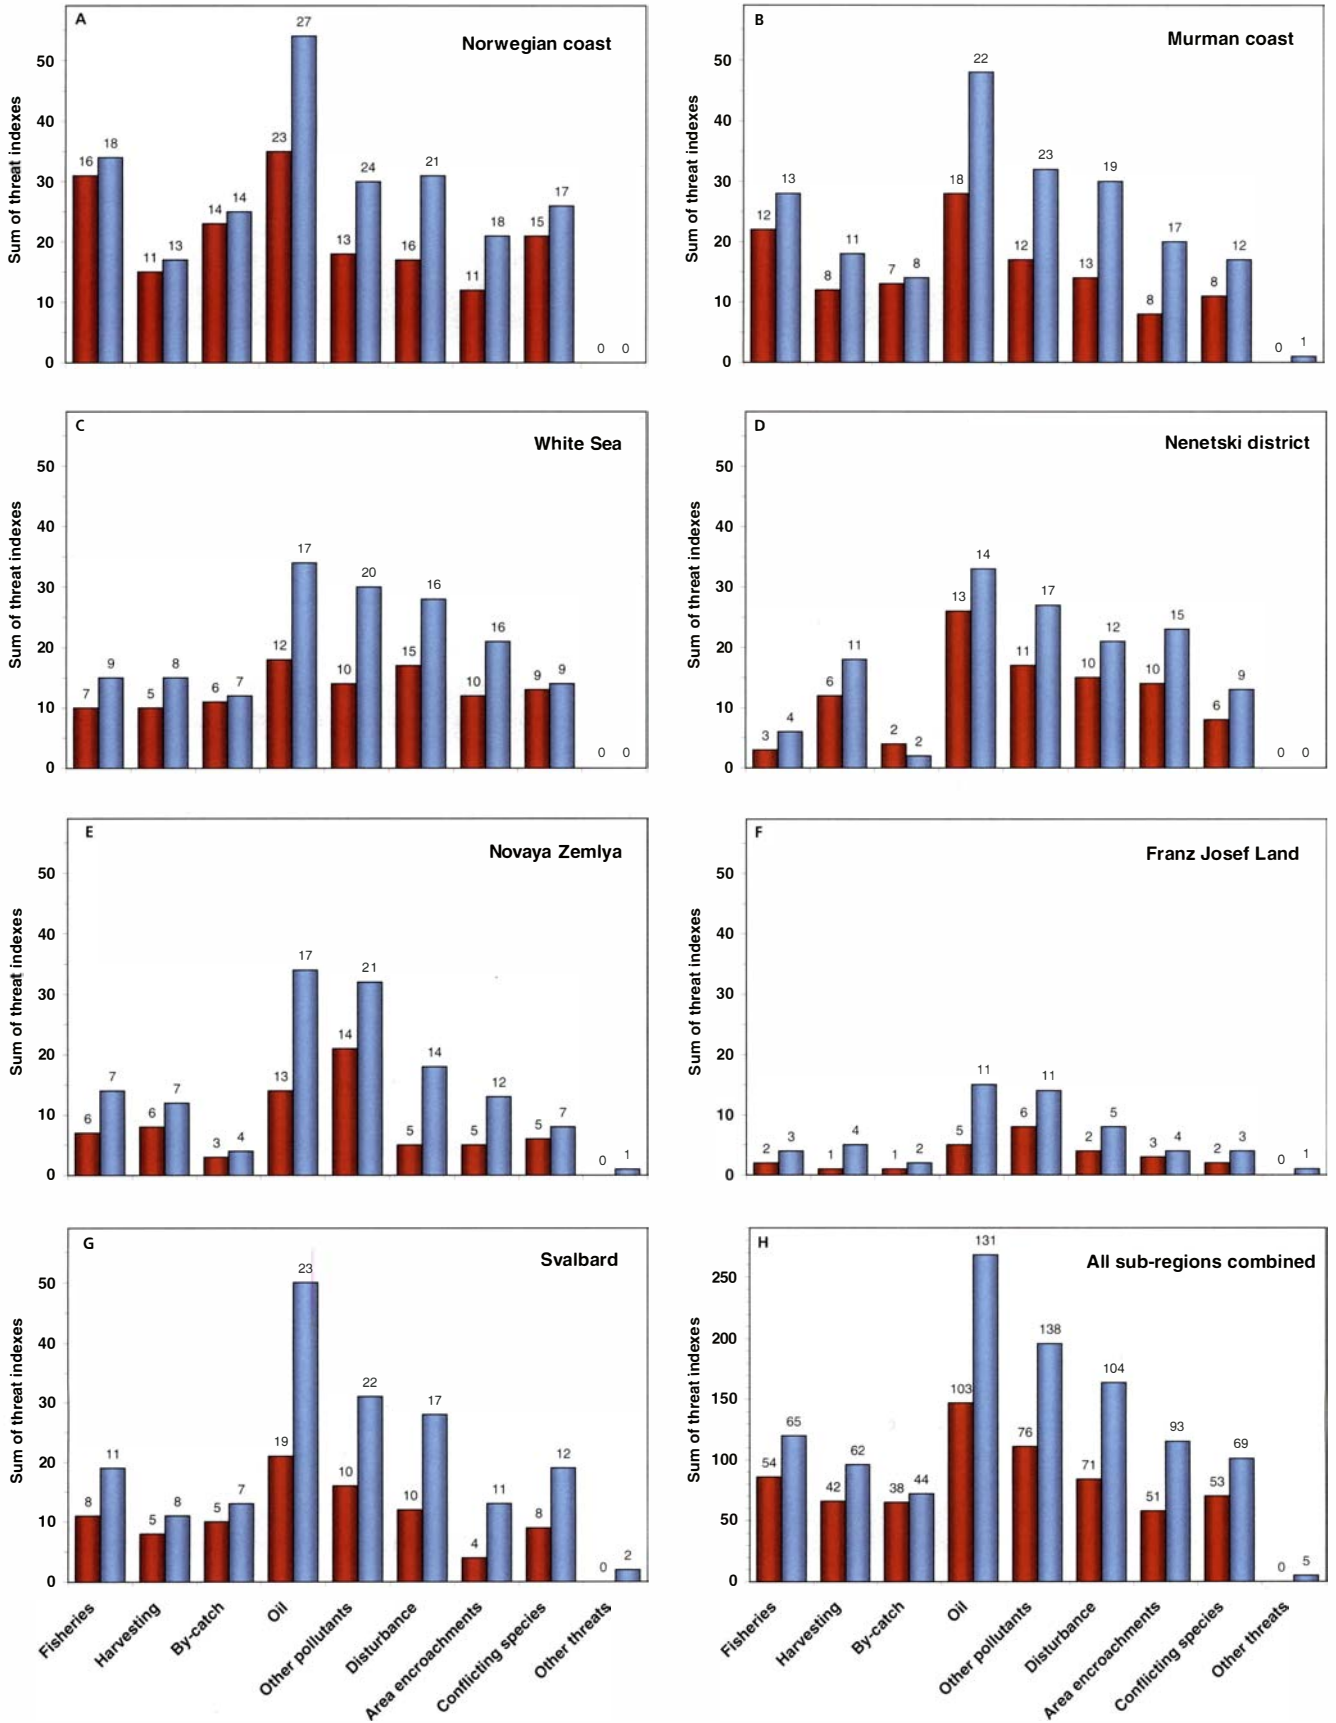 A
Norwegian coast
Sum of threat indexes
50
40
30
20
10
0
16 18 11 13 14 14 23 27 13 24 16 21 11 18 15 17 0 0
B
Murman coast
Sum of threat indexes
50
40
30
20
10
0
12 13 8 11 7 8 18 22 12 23 13 19 8 17 8 12 0 1
C
White Sea
Sum of threat indexes
50
40
30
20
10
0
7 9 5 8 6 7 12 17 10 20 15 16 10 16 9 9 0 0
D
Nenetski district
Sum of threat indexes
50
40
30
20
10
0
3 4 6 11 2 2 13 14 11 17 10 12 10 15 6 9 0 0
E
Novaya Zemlya
Sum of threat indexes
50
40
30
20
10
0
6 7 6 7 3 4 13 17 14 21 5 14 5 12 5 7 0 1
F
Franz Josef Land
Sum of threat indexes
50
40
30
20
10
0
2 3 1 4 1 2 5 11 6 11 2 5 3 4 2 3 0 1
G
Svalbard
Sum of threat indexes
50
40
30
20
10
0
8 11 5 8 5 7 19 23 10 22 10 17 4 11 8 12 0 2
Fisheries
Harvesting
By-catch
Oil
Other pollutants
Disturbance
Area encroachments
Conflicting species
Other threats
H
All sub-regions combined
Sum of threat indexes
250
200
150
100
50
0
54 65 42 62 38 44 103 131 76 138 71 104 51 93 53 69 0 5
Fisheries
Harvesting
By-catch
Oil
Other pollutants
Disturbance
Area encroachments
Conflicting species
Other threats